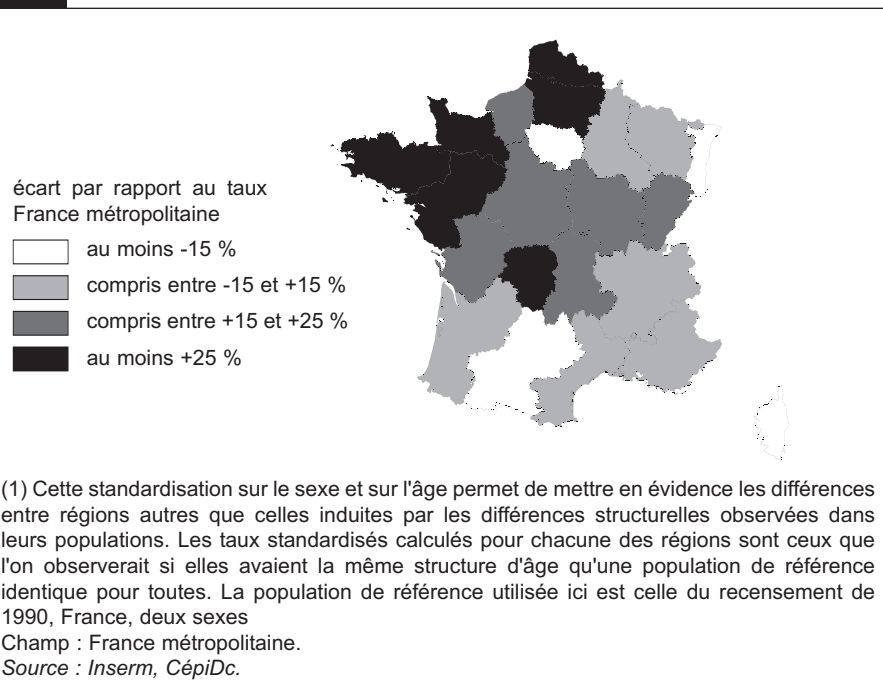 écart par rapport au taux
France métropolitaine
au moins -15 %
compris entre -15 et +15 %
compris entre +15 et +25 %
au moins +25 %
(1) Cette standardisation sur le sexe et sur l'âge permet de mettre en évidence les différences
entre régions autres que celles induites par les différences structurelles observées dans
leurs populations. Les taux standardisés calculés pour chacune des régions sont ceux que
l'on observerait si elles avaient la même structure d'âge qu'une population de référence
identique pour toutes. La population de référence utilisée ici est celle du recensement de
1990, France, deux sexes
Champ : France métropolitaine.
Source : Inserm, CépiDc.